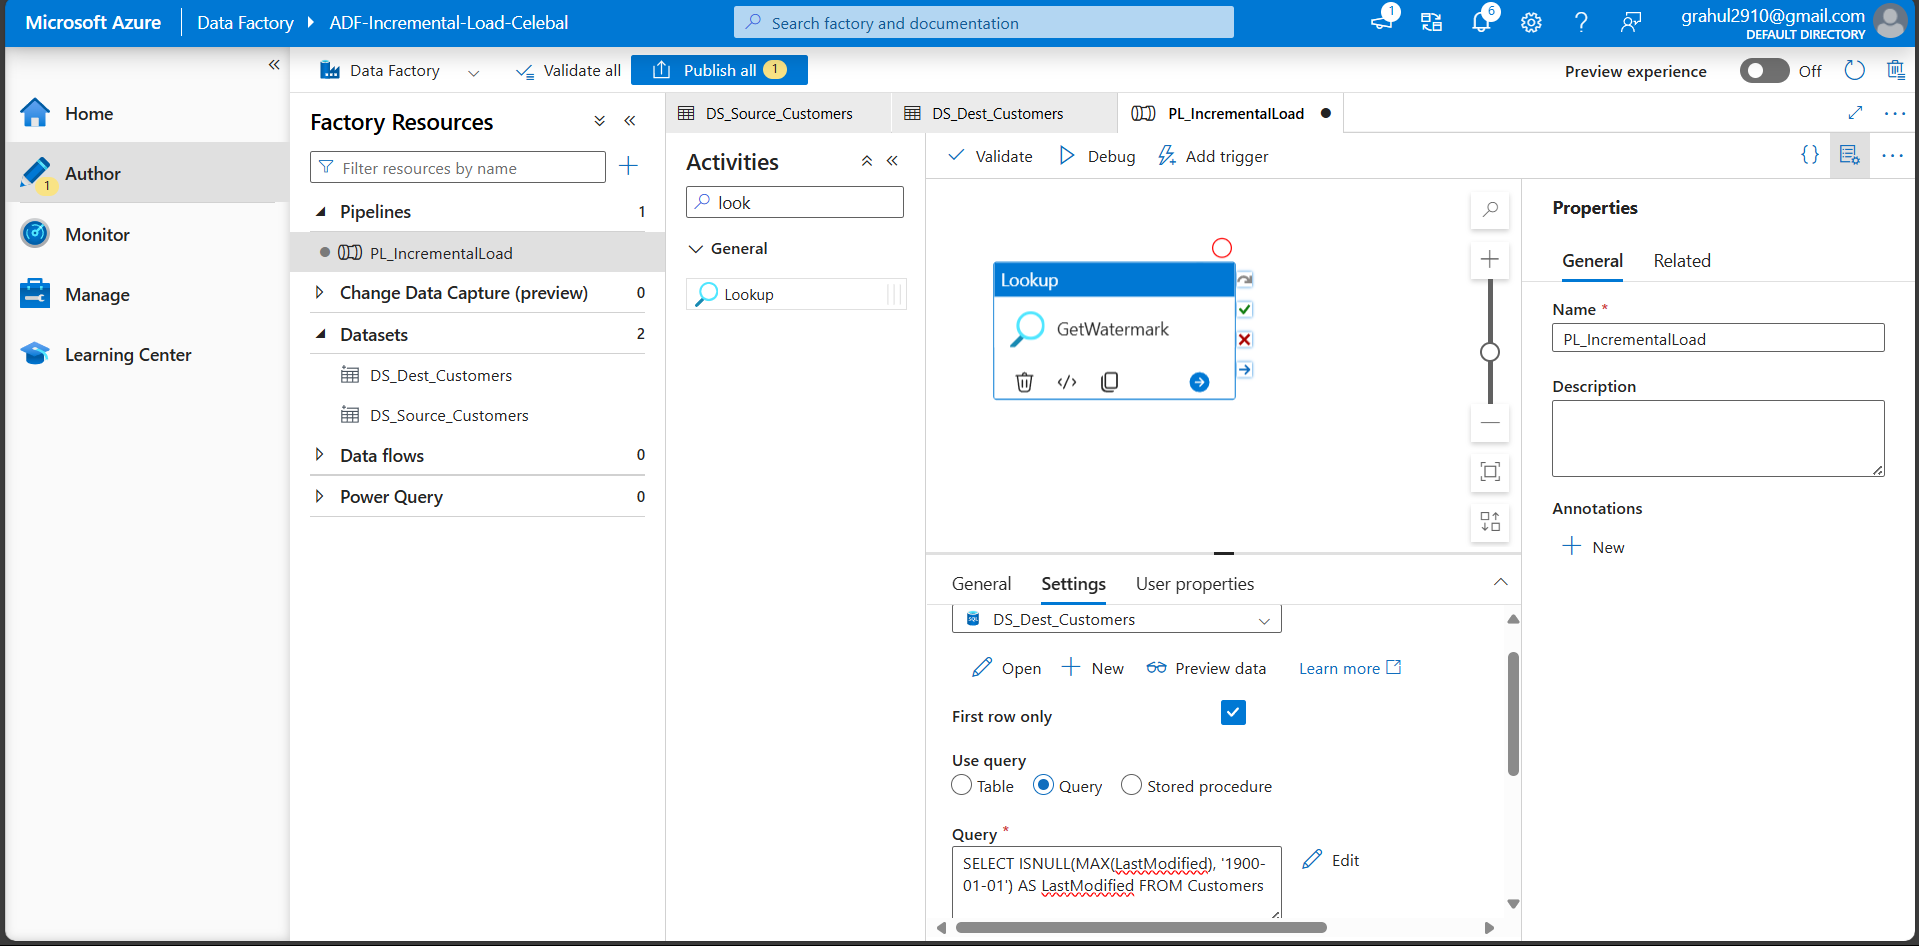 Microsoft Azure
Data Factory
ADF-Incremental-Load-Celebal
Search factory and documentation
1
6
grahul2910@gmail.com
DEFAULT DIRECTORY
Home
Author
1
Monitor
Manage
Learning Center
Data Factory
Validate all
Publish all
1
Preview experience
Off
Factory Resources
Filter resources by name
Pipelines
1
PL_IncrementalLoad
Change Data Capture (preview)
0
Datasets
2
DS_Dest_Customers
DS_Source_Customers
Data flows
0
Power Query
0
DS_Source_Customers
DS_Dest_Customers
PL_IncrementalLoad
Activities
look
General
Lookup
Validate
Debug
Add trigger
Lookup
GetWatermark
General
Settings
User properties
DS_Dest_Customers
Open
New
Preview data
Learn more
First row only
Use query
Table
Query
Stored procedure
Query *
SELECT ISNULL(MAX(LastModified), '1900-
01-01') AS LastModified FROM Customers
Edit
Properties
General
Related
Name *
PL_IncrementalLoad
Description
Annotations
New